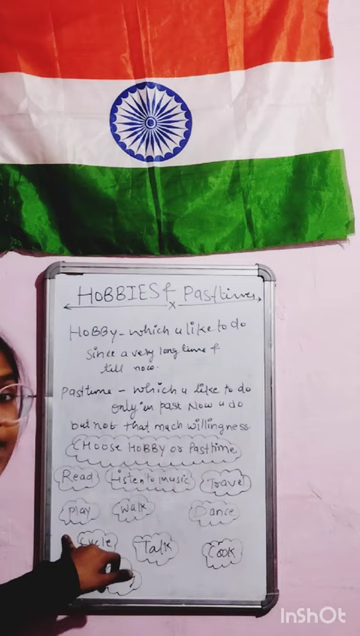 HOBBIES & Pastimes
x
HOBBY - which u like to do
since a very long time &
till now.
Pastime - which u like to do
only in past Now u do
but not that much willingness
CHOOSE HOBBY or Pasttime
Read Listen to music Travel
Play Walk Dance
Talk Cook
InShOt